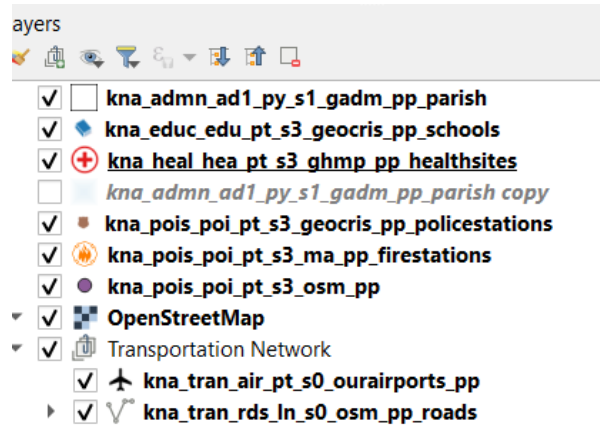 ayers
kna_admn_ad1_py_s1_gadm_pp_parish
kna_educ_edu_pt_s3_geocris_pp_schools
kna_heal_hea_pt_s3_ghmp_pp_healthsites
kna_admn_ad1_py_s1_gadm_pp_parish copy
kna_pois_poi_pt_s3_geocris_pp_policestations
kna_pois_poi_pt_s3_ma_pp_firestations
kna_pois_poi_pt_s3_osm_pp
OpenStreetMap
Transportation Network
kna_tran_air_pt_s0_ourairports_pp
kna_tran_rds_ln_s0_osm_pp_roads